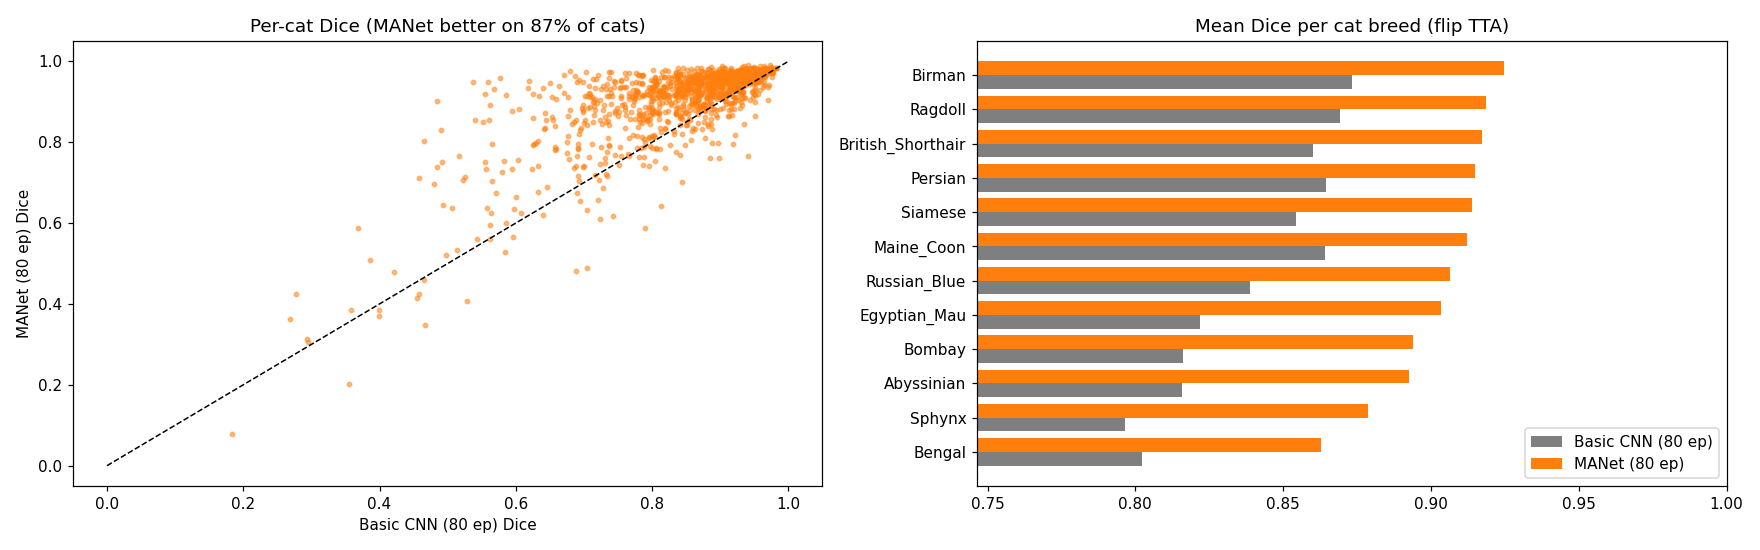 Per-cat Dice (MANet better on 87% of cats)
MANet (80 ep) Dice
1.0
0.8
0.6
0.4
0.2
0.0
0.0 0.2 0.4 0.6 0.8 1.0
Basic CNN (80 ep) Dice
Mean Dice per cat breed (flip TTA)
Birman
Ragdoll
British_Shorthair
Persian
Siamese
Maine_Coon
Russian_Blue
Egyptian_Mau
Bombay
Abyssinian
Sphynx
Bengal
Basic CNN (80 ep)
MANet (80 ep)
0.75 0.80 0.85 0.90 0.95 1.00